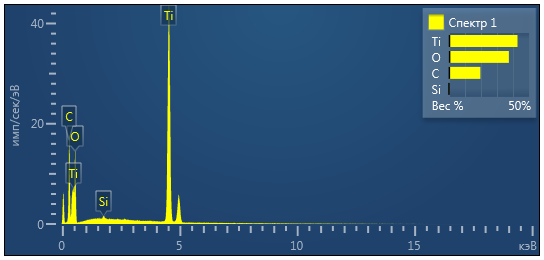 Ti
40
Спектр 1
Ti
O
C
Si
Вес % 50%
имп/сек/эВ
C
20
O
Ti
Si
0
0 5 10 15 кэВ